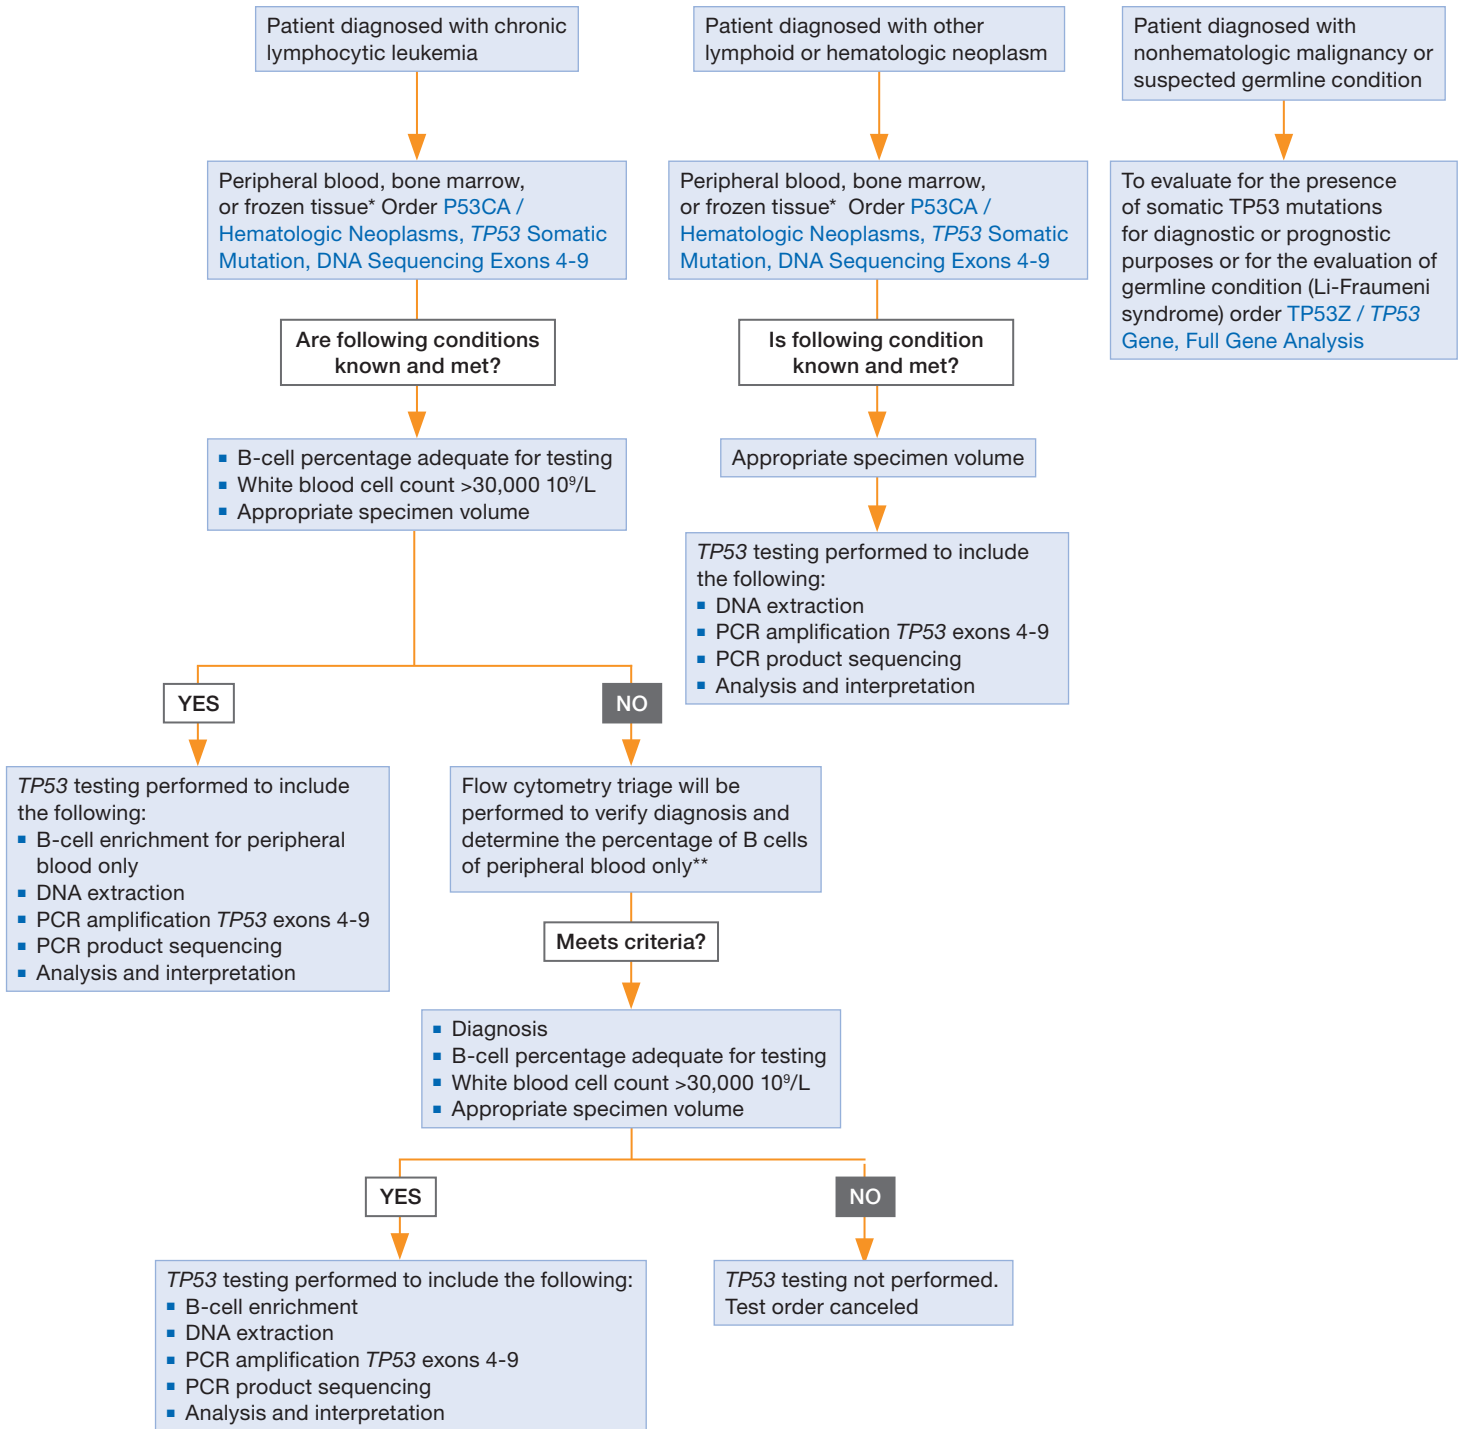 Patient diagnosed with chronic
lymphocytic leukemia
Patient diagnosed with other
lymphoid or hematologic neoplasm
Patient diagnosed with
nonhematologic malignancy or
suspected germline condition
Peripheral blood, bone marrow,
or frozen tissue* Order P53CA /
Hematologic Neoplasms, TP53 Somatic
Mutation, DNA Sequencing Exons 4-9
Peripheral blood, bone marrow,
or frozen tissue* Order P53CA /
Hematologic Neoplasms, TP53 Somatic
Mutation, DNA Sequencing Exons 4-9
To evaluate for the presence
of somatic TP53 mutations
for diagnostic or prognostic
purposes or for the evaluation of
germline condition (Li-Fraumeni
syndrome) order TP53Z / TP53
Gene, Full Gene Analysis
Are following conditions
known and met?
Is following condition
known and met?
■ B-cell percentage adequate for testing
■ White blood cell count >30,000 10⁹/L
■ Appropriate specimen volume
Appropriate specimen volume
TP53 testing performed to include
the following:
■ DNA extraction
■ PCR amplification TP53 exons 4-9
■ PCR product sequencing
■ Analysis and interpretation
YES
NO
TP53 testing performed to include
the following:
■ B-cell enrichment for peripheral
blood only
■ DNA extraction
■ PCR amplification TP53 exons 4-9
■ PCR product sequencing
■ Analysis and interpretation
Flow cytometry triage will be
performed to verify diagnosis and
determine the percentage of B cells
of peripheral blood only**
Meets criteria?
■ Diagnosis
■ B-cell percentage adequate for testing
■ White blood cell count >30,000 10⁹/L
■ Appropriate specimen volume
YES
NO
TP53 testing performed to include the following:
■ B-cell enrichment
■ DNA extraction
■ PCR amplification TP53 exons 4-9
■ PCR product sequencing
■ Analysis and interpretation
TP53 testing not performed.
Test order canceled